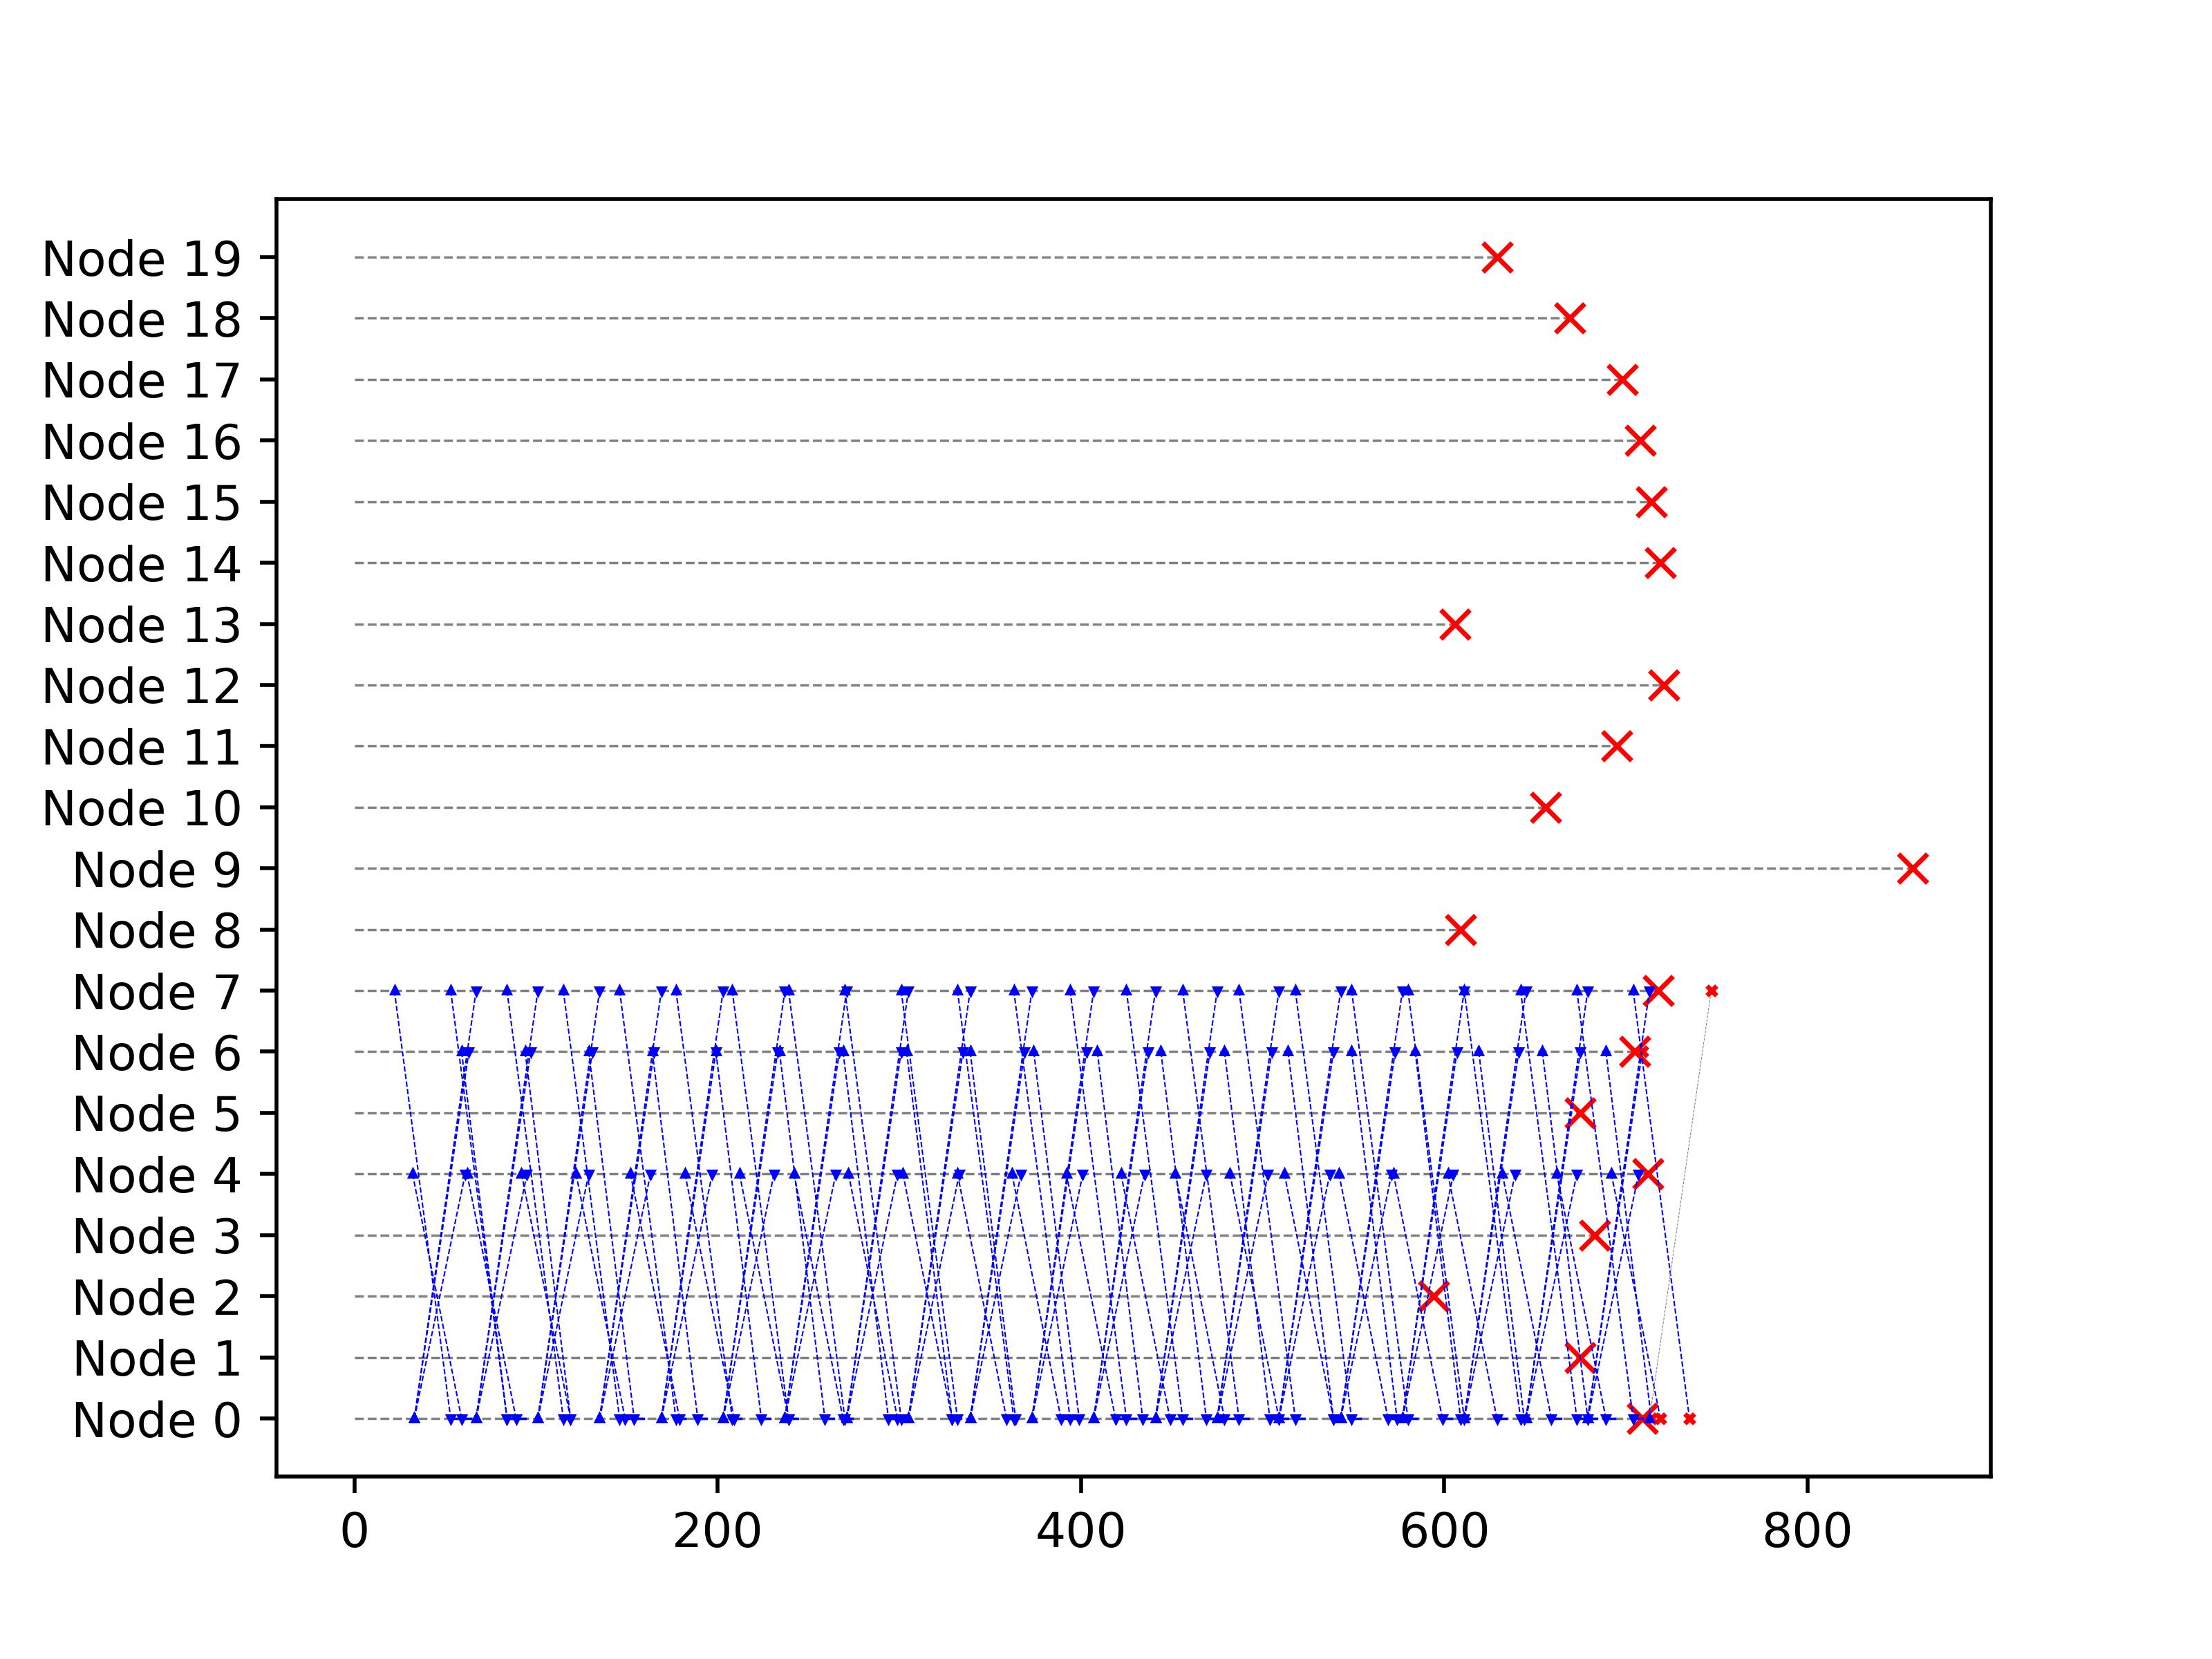 Node 19
Node 18
Node 17
Node 16
Node 15
Node 14
Node 13
Node 12
Node 11
Node 10
Node 9
Node 8
Node 7
Node 6
Node 5
Node 4
Node 3
Node 2
Node 1
Node 0
0 200 400 600 800